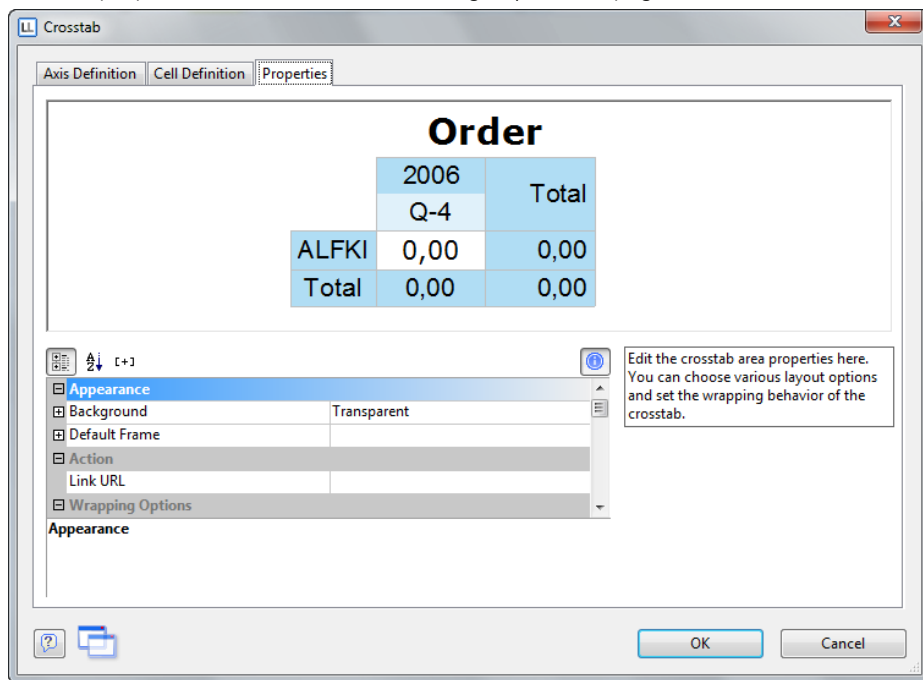 Crosstab
Axis Definition Cell Definition Properties
Order
2006 Total
Q-4
ALFKI 0,00 0,00
Total 0,00 0,00
[+]
Edit the crosstab area properties here.
You can choose various layout options
and set the wrapping behavior of the
crosstab.
Appearance
Background Transparent
Default Frame
Action
Link URL
Wrapping Options
Appearance
OK Cancel